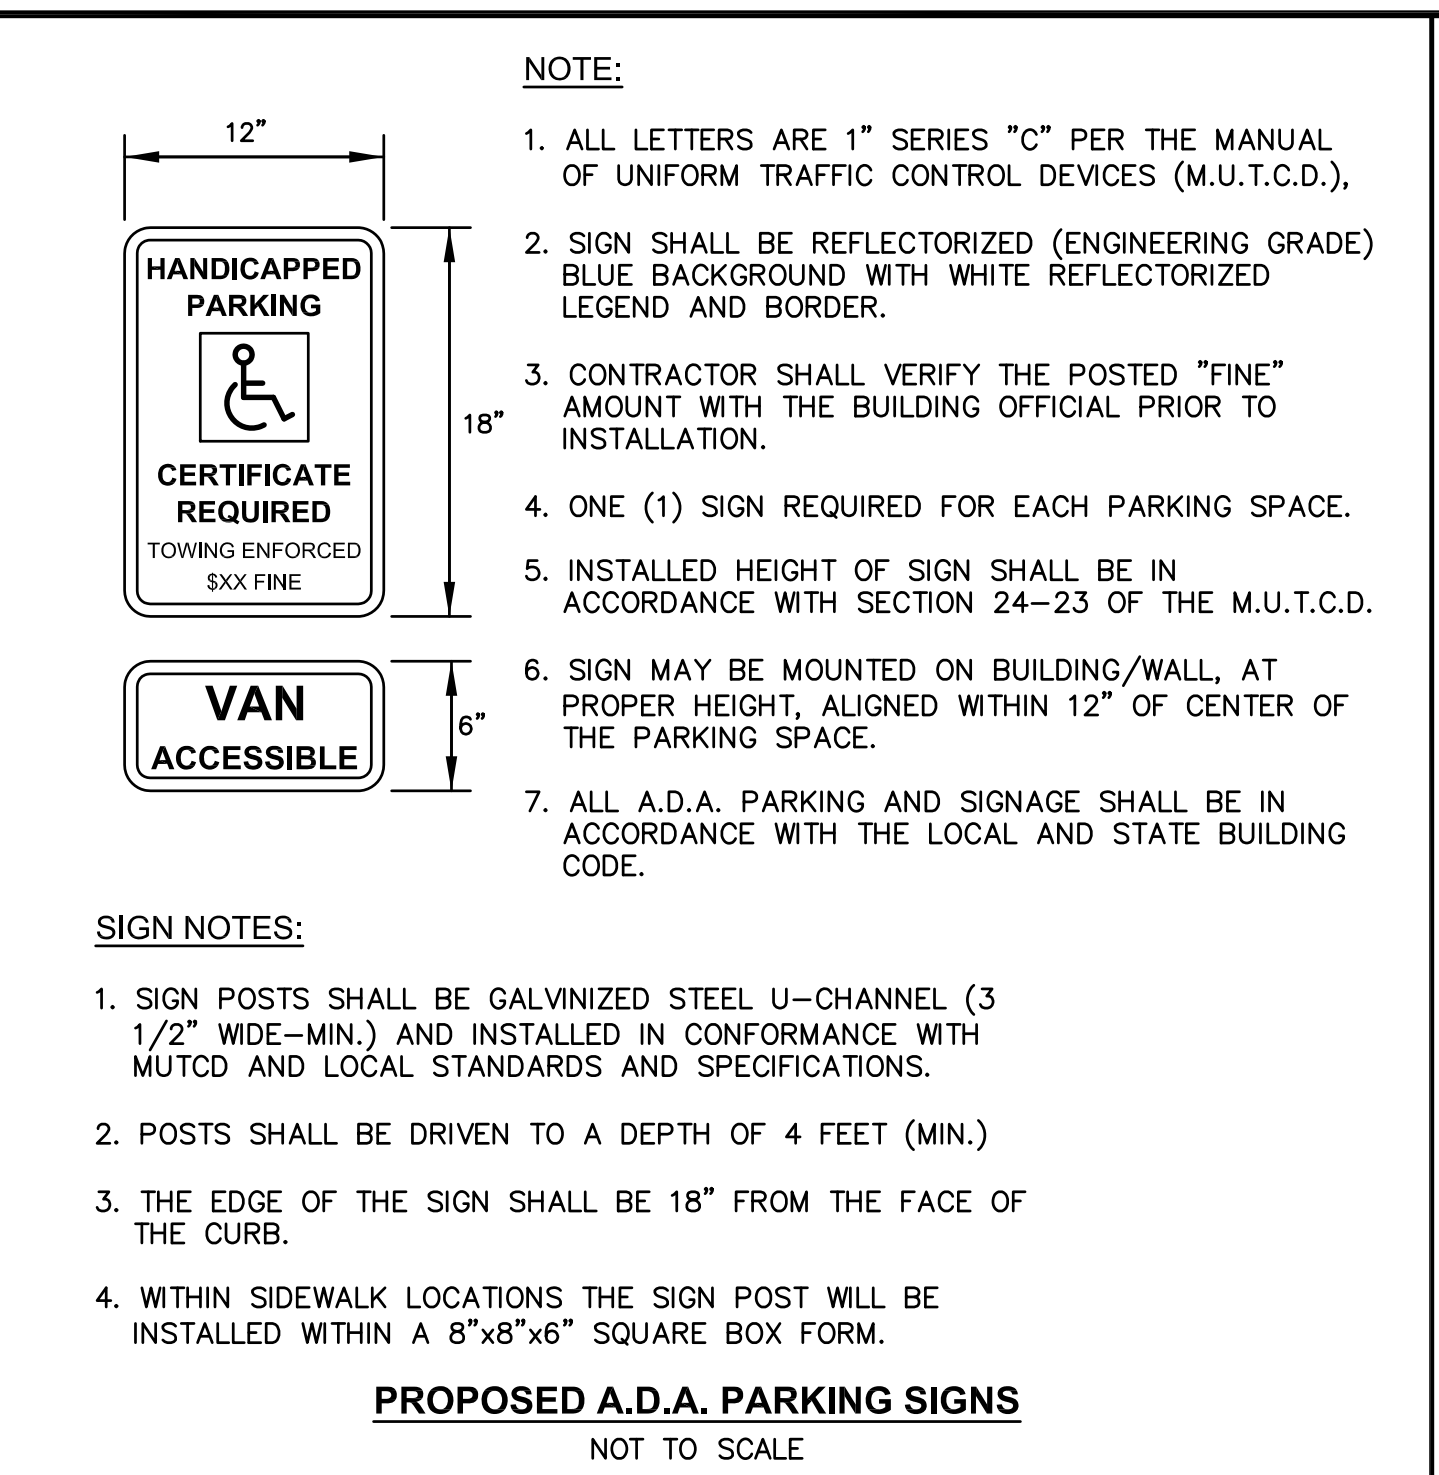 12"
HANDICAPPED
PARKING
CERTIFICATE
REQUIRED
TOWING ENFORCED
$XX FINE
18"
VAN
ACCESSIBLE
6"
NOTE:
1. ALL LETTERS ARE 1" SERIES "C" PER THE MANUAL
OF UNIFORM TRAFFIC CONTROL DEVICES (M.U.T.C.D.),
2. SIGN SHALL BE REFLECTORIZED (ENGINEERING GRADE)
BLUE BACKGROUND WITH WHITE REFLECTORIZED
LEGEND AND BORDER.
3. CONTRACTOR SHALL VERIFY THE POSTED "FINE"
AMOUNT WITH THE BUILDING OFFICIAL PRIOR TO
INSTALLATION.
4. ONE (1) SIGN REQUIRED FOR EACH PARKING SPACE.
5. INSTALLED HEIGHT OF SIGN SHALL BE IN
ACCORDANCE WITH SECTION 24-23 OF THE M.U.T.C.D.
6. SIGN MAY BE MOUNTED ON BUILDING/WALL, AT
PROPER HEIGHT, ALIGNED WITHIN 12" OF CENTER OF
THE PARKING SPACE.
7. ALL A.D.A. PARKING AND SIGNAGE SHALL BE IN
ACCORDANCE WITH THE LOCAL AND STATE BUILDING
CODE.
SIGN NOTES:
1. SIGN POSTS SHALL BE GALVINIZED STEEL U-CHANNEL (3
1/2" WIDE-MIN.) AND INSTALLED IN CONFORMANCE WITH
MUTCD AND LOCAL STANDARDS AND SPECIFICATIONS.
2. POSTS SHALL BE DRIVEN TO A DEPTH OF 4 FEET (MIN.)
3. THE EDGE OF THE SIGN SHALL BE 18" FROM THE FACE OF
THE CURB.
4. WITHIN SIDEWALK LOCATIONS THE SIGN POST WILL BE
INSTALLED WITHIN A 8"x8"x6" SQUARE BOX FORM.
PROPOSED A.D.A. PARKING SIGNS
NOT TO SCALE